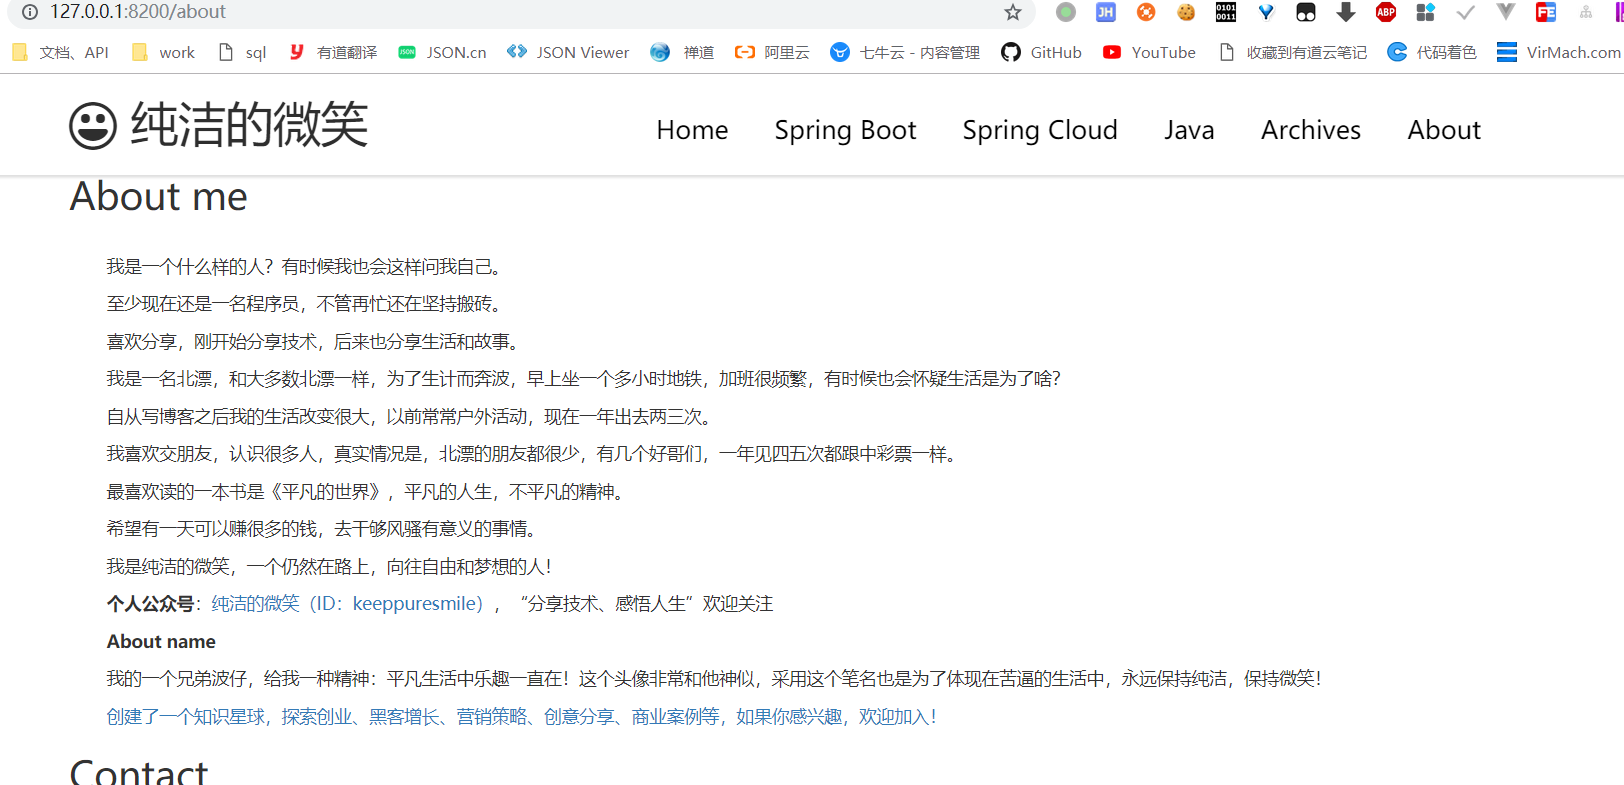 127.0.0.1:8200/about
JH
0101
0011
ABP
FE
文档、API work sql 有道翻译 JSON JSON.cn JSON Viewer 禅道 阿里云 七牛云 - 内容管理 GitHub YouTube 收藏到有道云笔记 代码着色 VirMach.com
纯洁的微笑 Home Spring Boot Spring Cloud Java Archives About
About me
我是一个什么样的人？有时候我也会这样问我自己。
至少现在还是一名程序员，不管再忙还在坚持搬砖。
喜欢分享，刚开始分享技术，后来也分享生活和故事。
我是一名北漂，和大多数北漂一样，为了生计而奔波，早上坐一个多小时地铁，加班很频繁，有时候也会怀疑生活是为了啥？
自从写博客之后我的生活改变很大，以前常常户外活动，现在一年出去两三次。
我喜欢交朋友，认识很多人，真实情况是，北漂的朋友都很少，有几个好哥们，一年见四五次都跟中彩票一样。
最喜欢读的一本书是《平凡的世界》，平凡的人生，不平凡的精神。
希望有一天可以赚很多的钱，去干够风骚有意义的事情。
我是纯洁的微笑，一个仍然在路上，向往自由和梦想的人！
个人公众号：纯洁的微笑（ID：keeppuresmile），“分享技术、感悟人生”欢迎关注
About name
我的一个兄弟波仔，给我一种精神：平凡生活中乐趣一直在！这个头像非常和他神似，采用这个笔名也是为了体现在苦逼的生活中，永远保持纯洁，保持微笑！
创建了一个知识星球，探索创业、黑客增长、营销策略、创意分享、商业案例等，如果你感兴趣，欢迎加入！
Contact